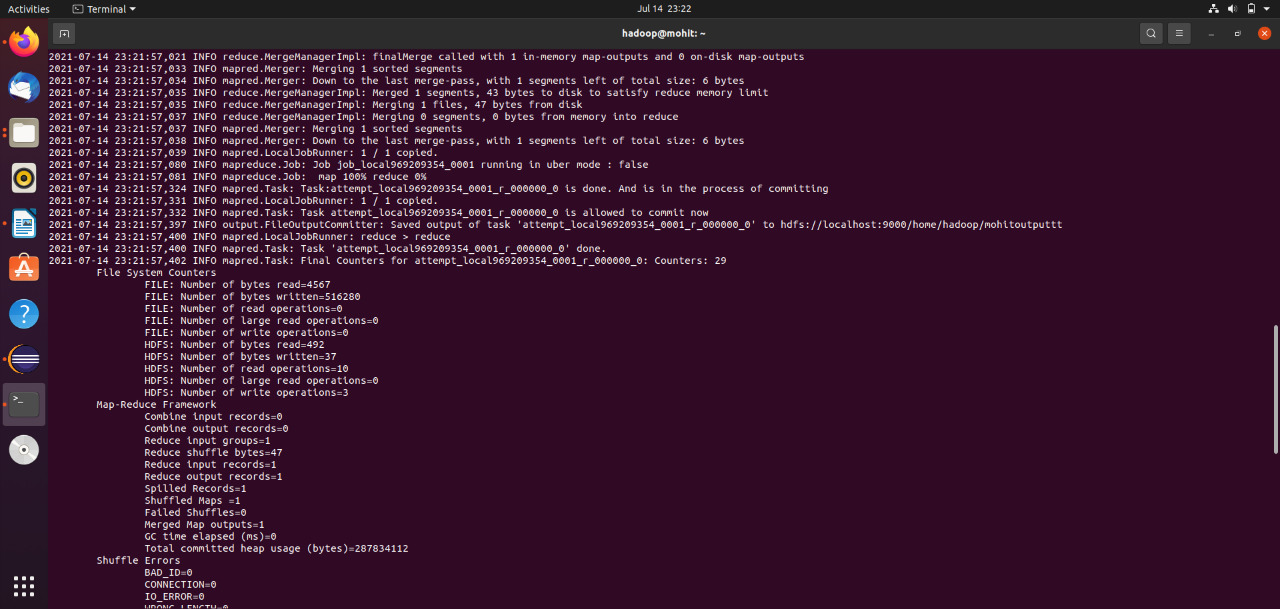 Activities Terminal Jul 14 23:22
hadoop@mohit: ~
2021-07-14 23:21:57,021 INFO reduce.MergeManagerImpl: finalMerge called with 1 in-memory map-outputs and 0 on-disk map-outputs
2021-07-14 23:21:57,033 INFO mapred.Merger: Merging 1 sorted segments
2021-07-14 23:21:57,034 INFO mapred.Merger: Down to the last merge-pass, with 1 segments left of total size: 6 bytes
2021-07-14 23:21:57,035 INFO reduce.MergeManagerImpl: Merged 1 segments, 43 bytes to disk to satisfy reduce memory limit
2021-07-14 23:21:57,035 INFO reduce.MergeManagerImpl: Merging 1 files, 47 bytes from disk
2021-07-14 23:21:57,037 INFO reduce.MergeManagerImpl: Merging 0 segments, 0 bytes from memory into reduce
2021-07-14 23:21:57,037 INFO mapred.Merger: Merging 1 sorted segments
2021-07-14 23:21:57,038 INFO mapred.Merger: Down to the last merge-pass, with 1 segments left of total size: 6 bytes
2021-07-14 23:21:57,039 INFO mapred.LocalJobRunner: 1 / 1 copied.
2021-07-14 23:21:57,080 INFO mapreduce.Job: Job job_local969209354_0001 running in uber mode : false
2021-07-14 23:21:57,081 INFO mapreduce.Job:  map 100% reduce 0%
2021-07-14 23:21:57,324 INFO mapred.Task: Task:attempt_local969209354_0001_r_000000_0 is done. And is in the process of committing
2021-07-14 23:21:57,331 INFO mapred.LocalJobRunner: 1 / 1 copied.
2021-07-14 23:21:57,332 INFO mapred.Task: Task attempt_local969209354_0001_r_000000_0 is allowed to commit now
2021-07-14 23:21:57,397 INFO output.FileOutputCommitter: Saved output of task 'attempt_local969209354_0001_r_000000_0' to hdfs://localhost:9000/home/hadoop/mohitoutputtt
2021-07-14 23:21:57,400 INFO mapred.LocalJobRunner: reduce > reduce
2021-07-14 23:21:57,400 INFO mapred.Task: Task 'attempt_local969209354_0001_r_000000_0' done.
2021-07-14 23:21:57,402 INFO mapred.Task: Final Counters for attempt_local969209354_0001_r_000000_0: Counters: 29
File System Counters
FILE: Number of bytes read=4567
FILE: Number of bytes written=516280
FILE: Number of read operations=0
FILE: Number of large read operations=0
FILE: Number of write operations=0
HDFS: Number of bytes read=492
HDFS: Number of bytes written=37
HDFS: Number of read operations=10
HDFS: Number of large read operations=0
HDFS: Number of write operations=3
Map-Reduce Framework
Combine input records=0
Combine output records=0
Reduce input groups=1
Reduce shuffle bytes=47
Reduce input records=1
Reduce output records=1
Spilled Records=1
Shuffled Maps =1
Failed Shuffles=0
Merged Map outputs=1
GC time elapsed (ms)=0
Total committed heap usage (bytes)=287834112
Shuffle Errors
BAD_ID=0
CONNECTION=0
IO_ERROR=0
WRONG_LENGTH=0